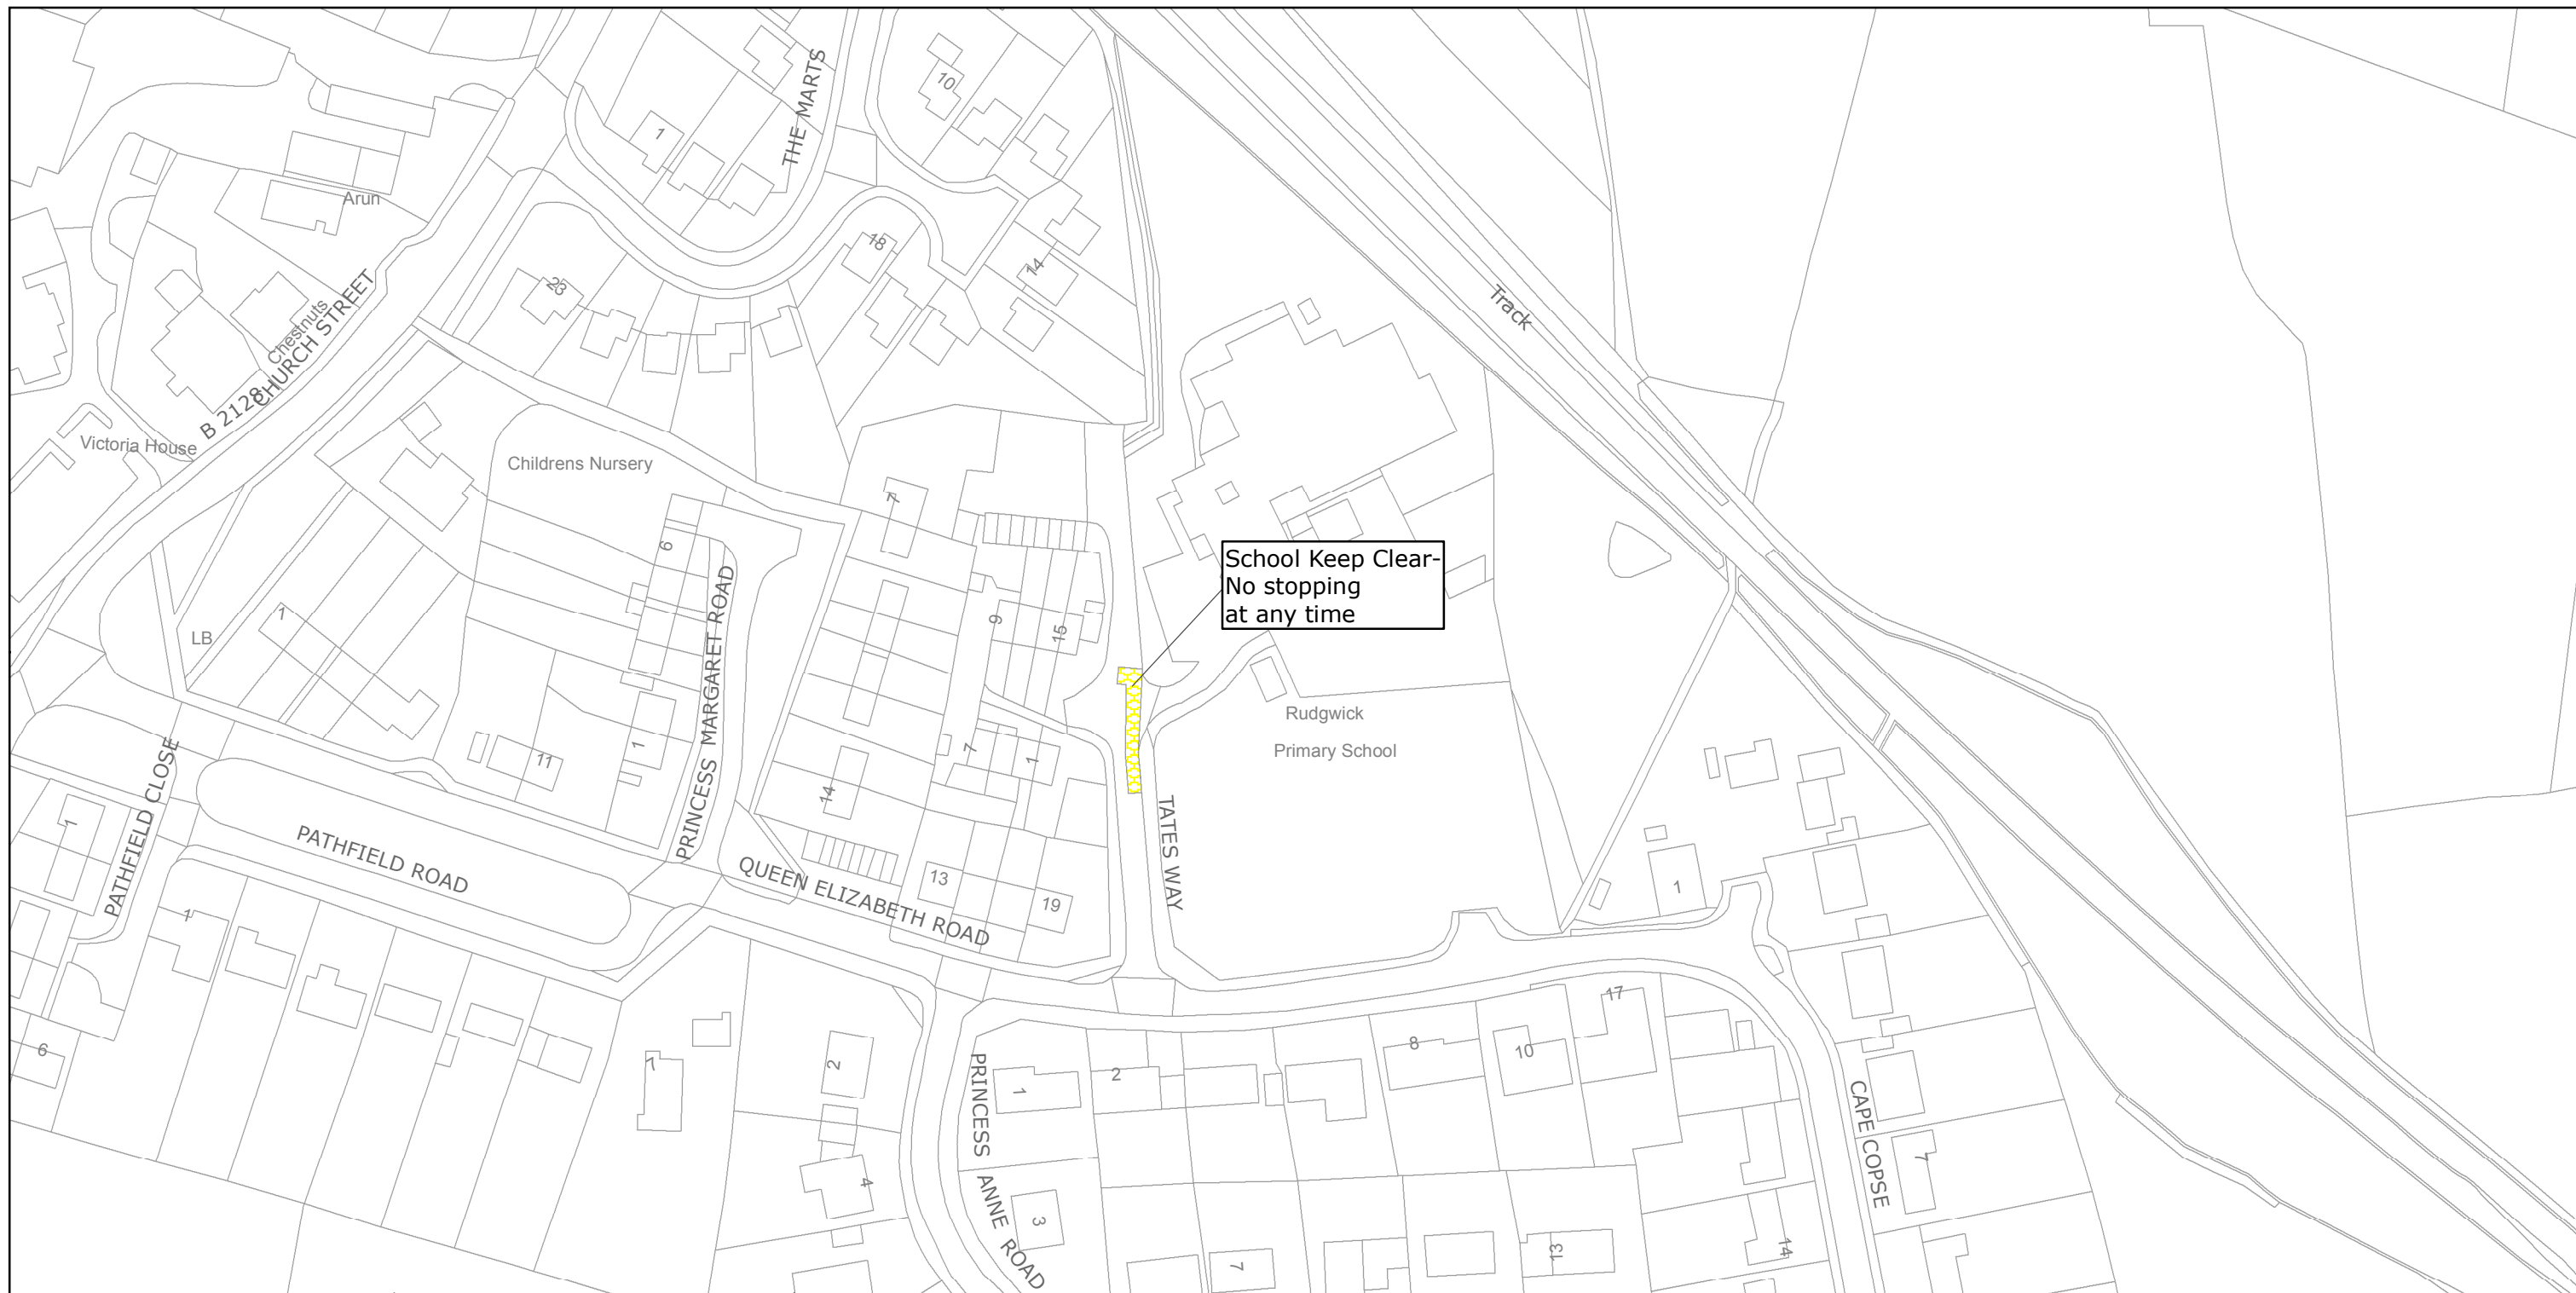 THE MARTS
10
1
Arun
18
14
23
Track
Chestnuts
CHURCH STREET
B 2128
Victoria House
Childrens Nursery
7
6
School Keep Clear-
No stopping
at any time
PRINCESS MARGARET ROAD
9
15
1
LB
Rudgwick
Primary School
PATHFIELD CLOSE
11
1
7
1
14
TATES WAY
1
PATHFIELD ROAD
QUEEN ELIZABETH ROAD
13
19
1
1
17
6
7
2
PRINCESS ANNE ROAD
1
2
8
10
CAPE COPSE
7
4
3
7
13
14